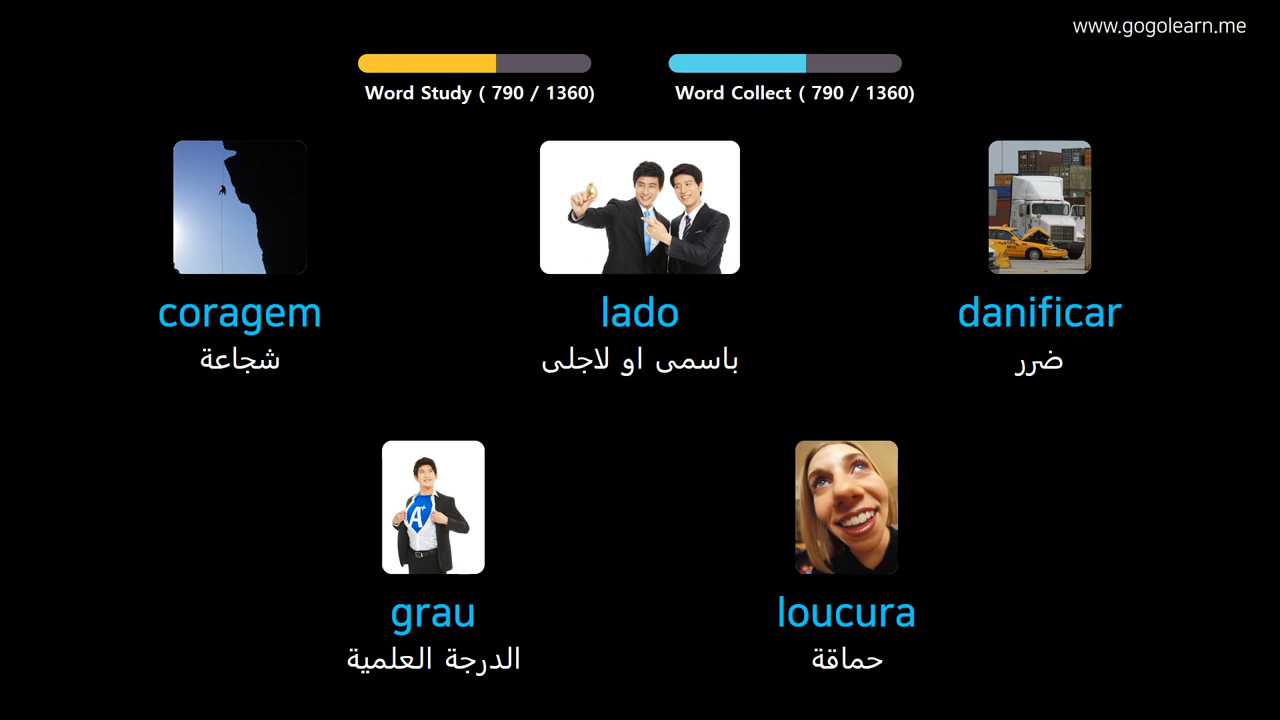 www.gogolearn.me
Word Study ( 790 / 1360)
Word Collect ( 790 / 1360)
coragem
شجاعة
lado
باسمى او لاجلى
danificar
ضرر
A+
grau
الدرجة العلمية
loucura
حماقة